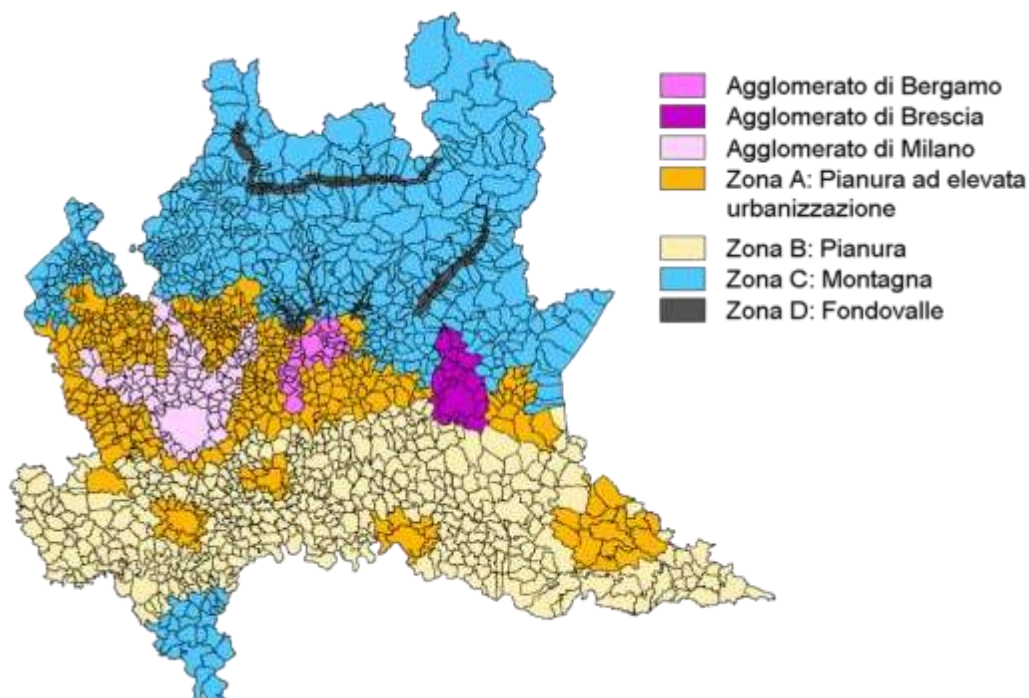 Agglomerato di Bergamo
Agglomerato di Brescia
Agglomerato di Milano
Zona A: Pianura ad elevata
urbanizzazione
Zona B: Pianura
Zona C: Montagna
Zona D: Fondovalle